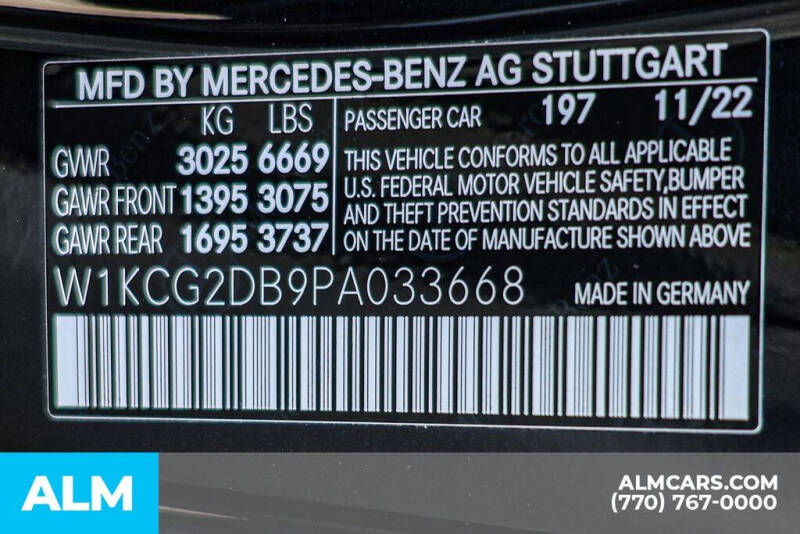 MFD BY MERCEDES-BENZ AG STUTTGART
KG LBS
GVWR 3025 6669
GAWR FRONT 1395 3075
GAWR REAR 1695 3737
PASSENGER CAR 197 11/22
THIS VEHICLE CONFORMS TO ALL APPLICABLE
U.S. FEDERAL MOTOR VEHICLE SAFETY,BUMPER
AND THEFT PREVENTION STANDARDS IN EFFECT
ON THE DATE OF MANUFACTURE SHOWN ABOVE
W1KCG2DB9PA033668 MADE IN GERMANY
ALM
ALMCARS.COM
(770) 767-0000